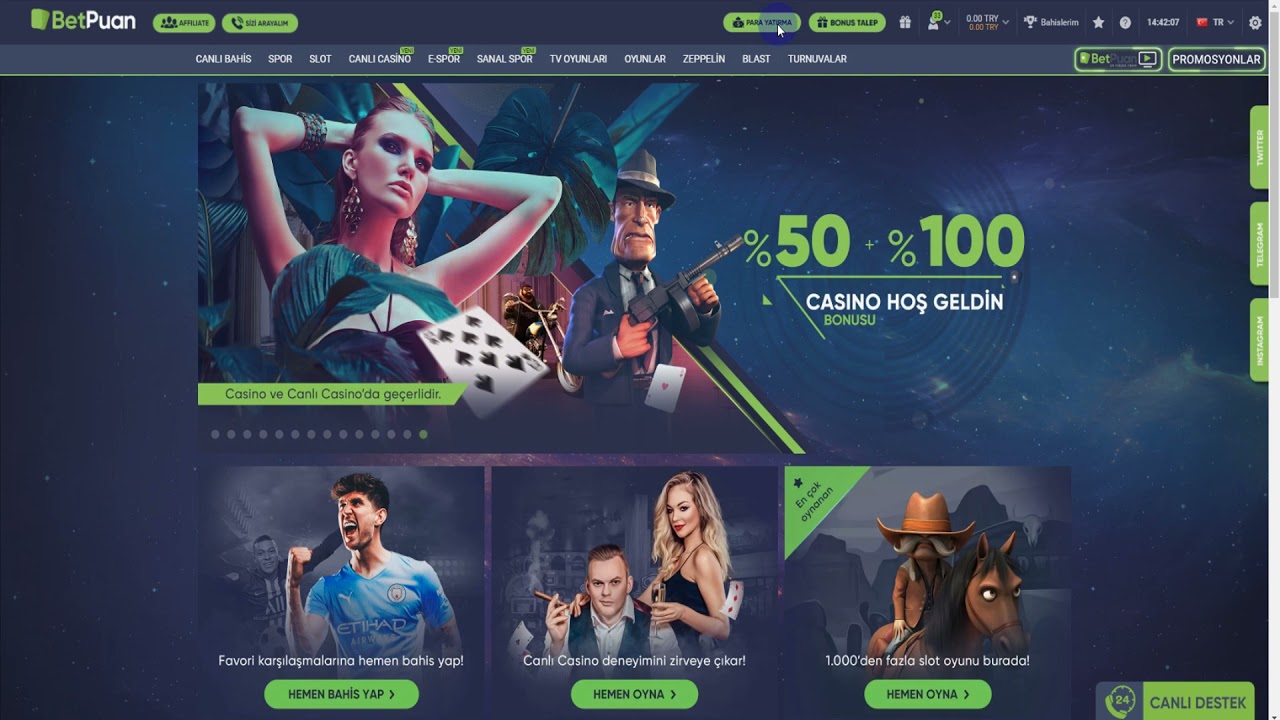 BetPuan
AFFILIATE
SİZİ ARAYALIM
PARA YATIRMA
BONUS TALEP
33
0.00 TRY
0.00 TRY
Bahislerim
14:42:07
TR
CANLI BAHİS
SPOR
SLOT
CANLI CASİNO
YENİ
E-SPOR
YENİ
SANAL SPOR
YENİ
TV OYUNLARI
OYUNLAR
ZEPPELİN
BLAST
TURNUVALAR
BetPuan
PROMOSYONLAR
TWITTER
TELEGRAM
INSTAGRAM
%50 + %100
CASINO HOŞ GELDİN
BONUSU
Casino ve Canlı Casino'da geçerlidir.
ETIHAD
AIRWAYS
Favori karşılaşmalarına hemen bahis yap!
HEMEN BAHİS YAP
Canlı Casino deneyimini zirveye çıkar!
HEMEN OYNA
En çok
oynanan
1.000'den fazla slot oyunu burada!
HEMEN OYNA
24
CANLI DESTEK